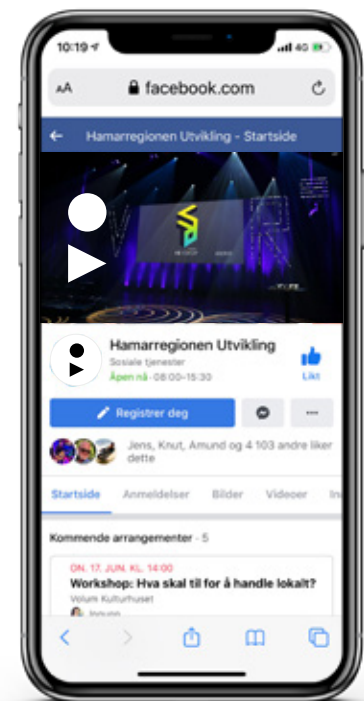 10:19
4G
AA facebook.com
Hamarregionen Utvikling - Startside
V R
Hamarregionen Utvikling
Sosiale tjenester
Åpen nå · 08:00–15:30
Likt
Registrer deg
Jens, Knut, Amund og 4 103 andre liker
dette
Startside Anmeldelser Bilder Videoer In
Kommende arrangementer · 5
ON. 17. JUN. KL. 14:00
Workshop: Hva skal til for å handle lokalt?
Volum Kulturhuset